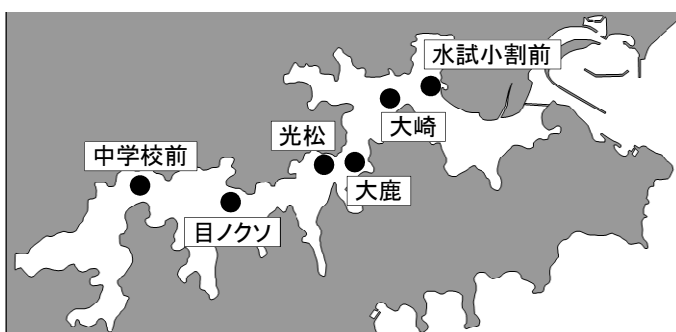 水試小割前
大崎
光松
中学校前
大鹿
目ノクソ